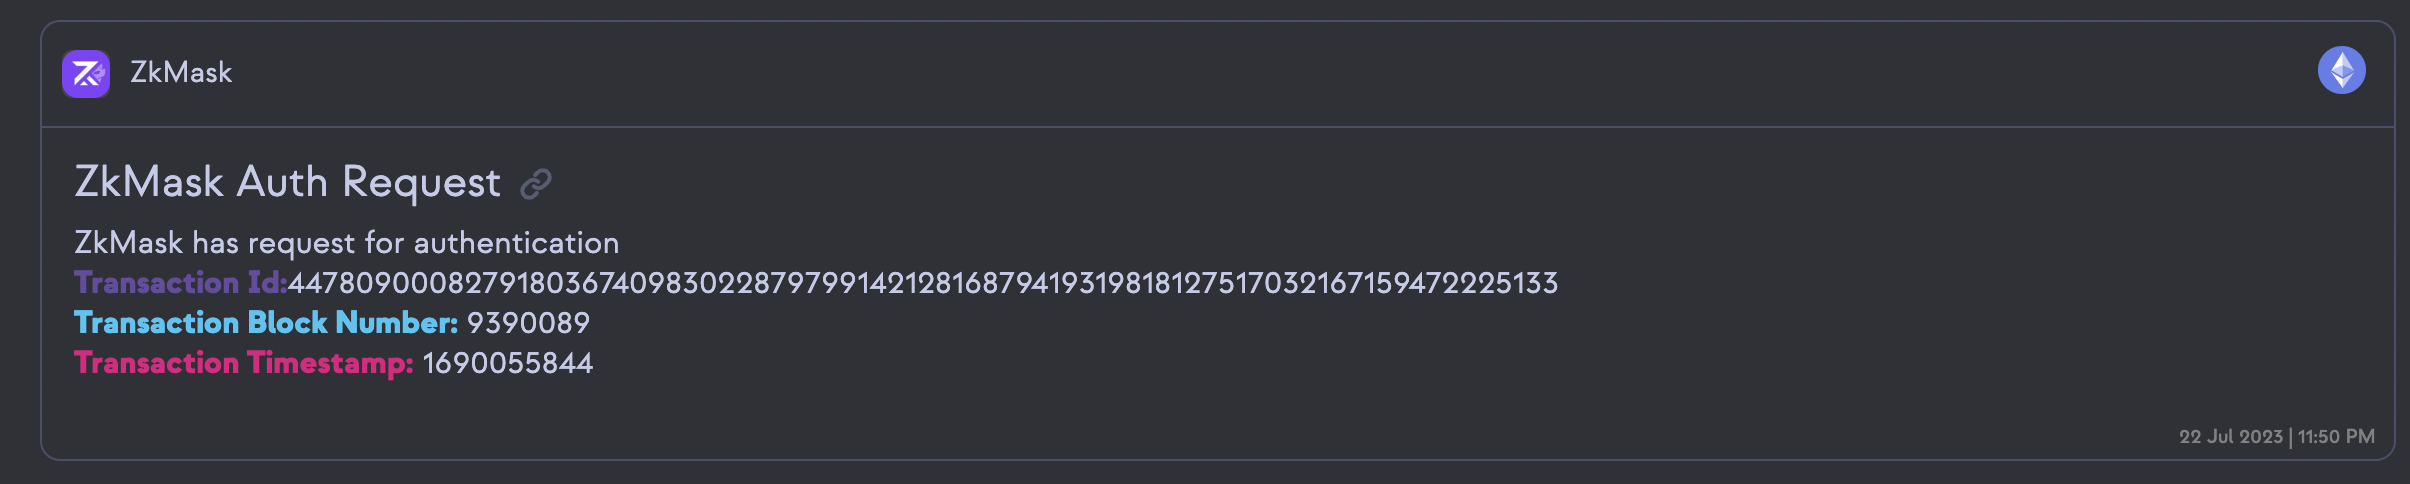 ZkMask
ZkMask Auth Request
ZkMask has request for authentication
Transaction Id:44780900082791803674098302287979914212816879419319818127517032167159472225133
Transaction Block Number: 9390089
Transaction Timestamp: 1690055844
22 Jul 2023 | 11:50 PM